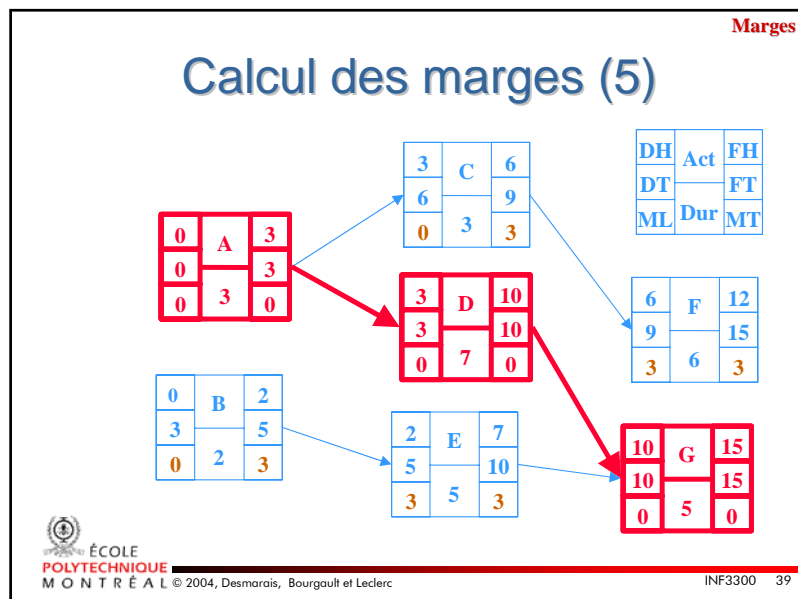 Marges
Calcul des marges (5)
3 C 6
6 9
0 3 3
DH Act FH
DT FT
ML Dur MT
0 A 3
0 3
0 3 0
3 D 10
3 10
0 7 0
6 F 12
9 15
3 6 3
0 B 2
3 5
0 2 3
2 E 7
5 10
3 5 3
10 G 15
10 15
0 5 0
ÉCOLE
POLYTECHNIQUE
MONTRÉAL © 2004, Desmarais, Bourgault et Leclerc
INF3300 39